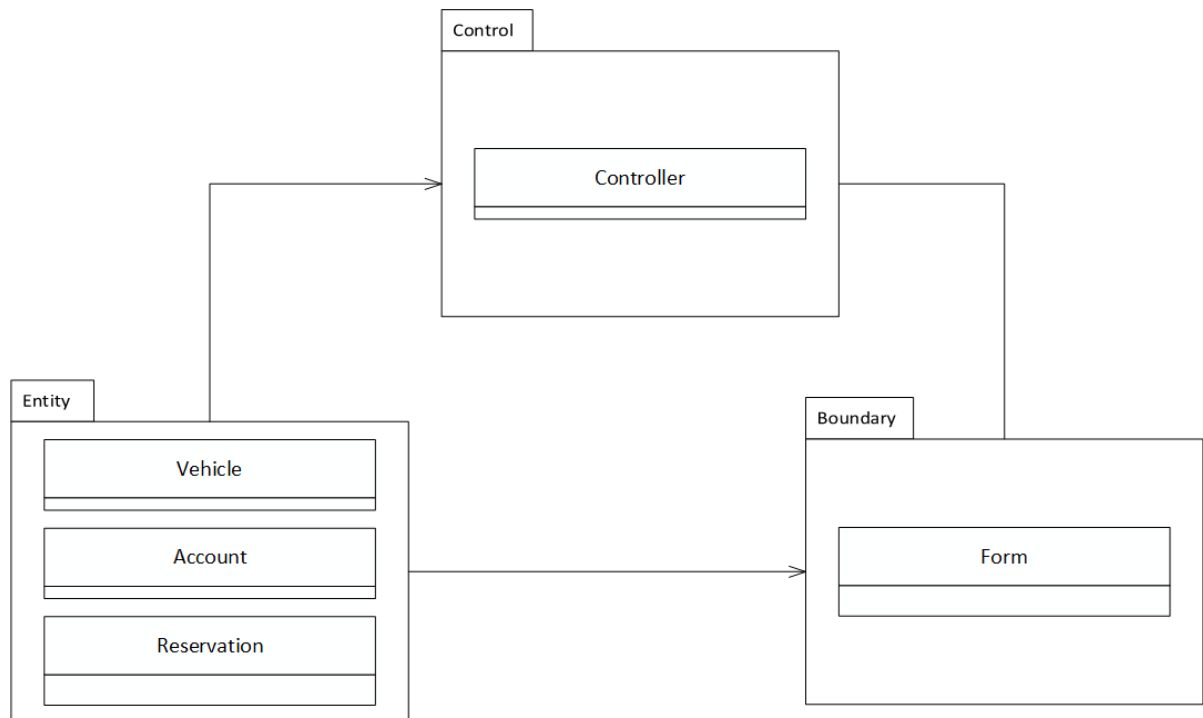 Control
Controller
Entity
Vehicle
Account
Reservation
Boundary
Form